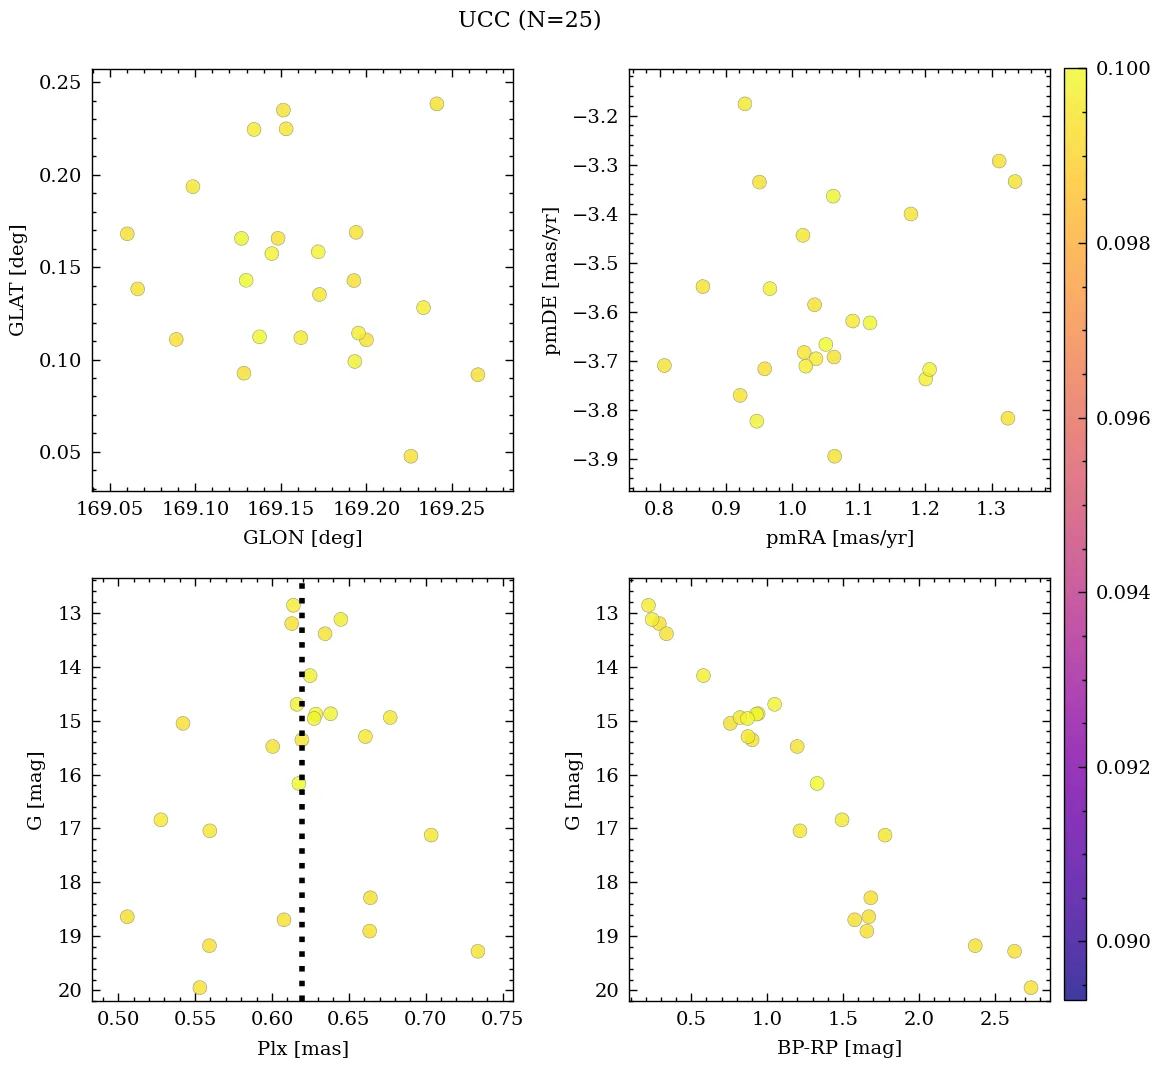 UCC (N=25)
0.25
0.20
0.15
0.10
0.05
GLAT [deg]
169.05 169.10 169.15 169.20 169.25
GLON [deg]
−3.2
−3.3
−3.4
−3.5
−3.6
−3.7
−3.8
−3.9
pmDE [mas/yr]
0.8 0.9 1.0 1.1 1.2 1.3
pmRA [mas/yr]
13
14
15
16
17
18
19
20
G [mag]
0.50 0.55 0.60 0.65 0.70 0.75
Plx [mas]
13
14
15
16
17
18
19
20
G [mag]
0.5 1.0 1.5 2.0 2.5
BP-RP [mag]
0.100
0.098
0.096
0.094
0.092
0.090